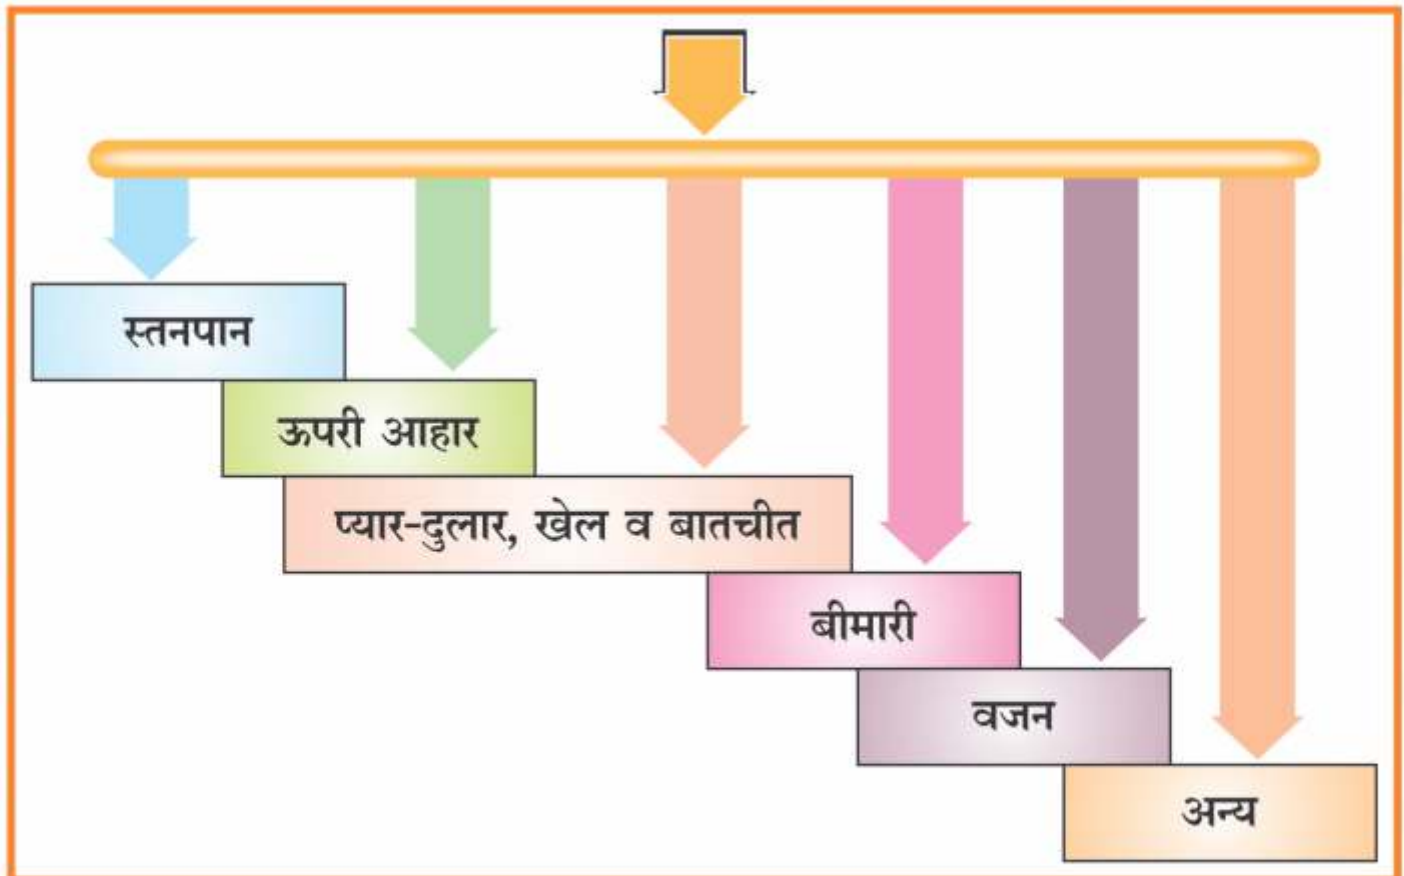 स्तनपान
ऊपरी आहार
प्यार-दुलार, खेल व बातचीत
बीमारी
वजन
अन्य